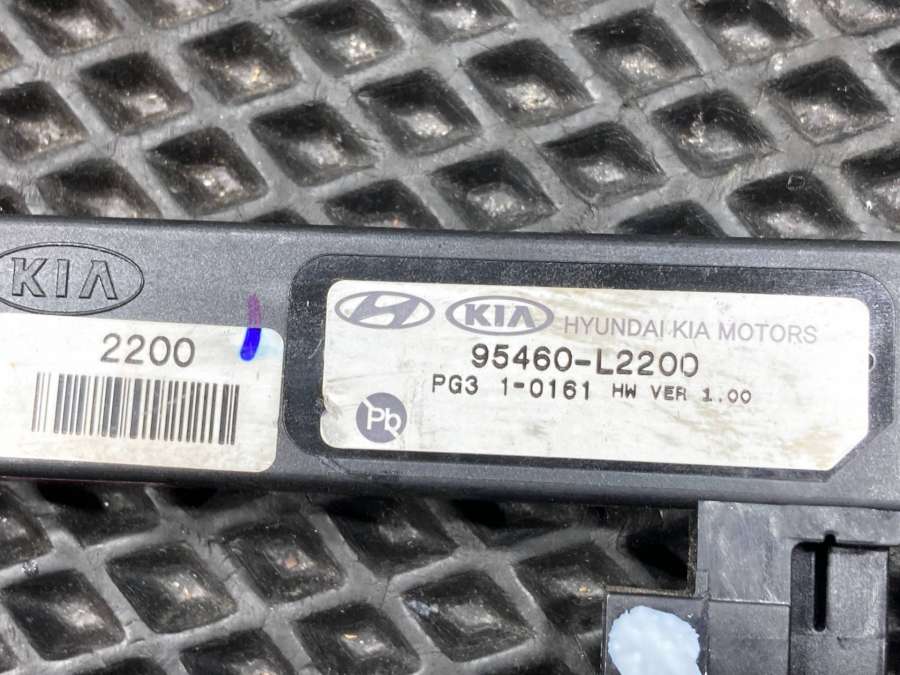 KIA
2200
KIA HYUNDAI·KIA MOTORS
95460-L2200
PG3 1-0161 HW VER 1.00
Pb